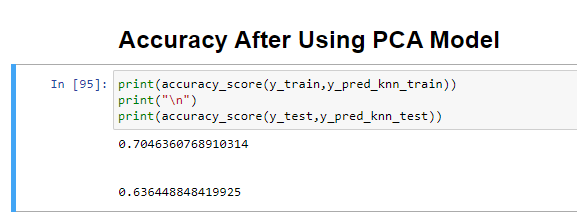 Accuracy After Using PCA Model
In [95]: print(accuracy_score(y_train,y_pred_knn_train))
print("\n")
print(accuracy_score(y_test,y_pred_knn_test))
0.7046360768910314
0.636448848419925